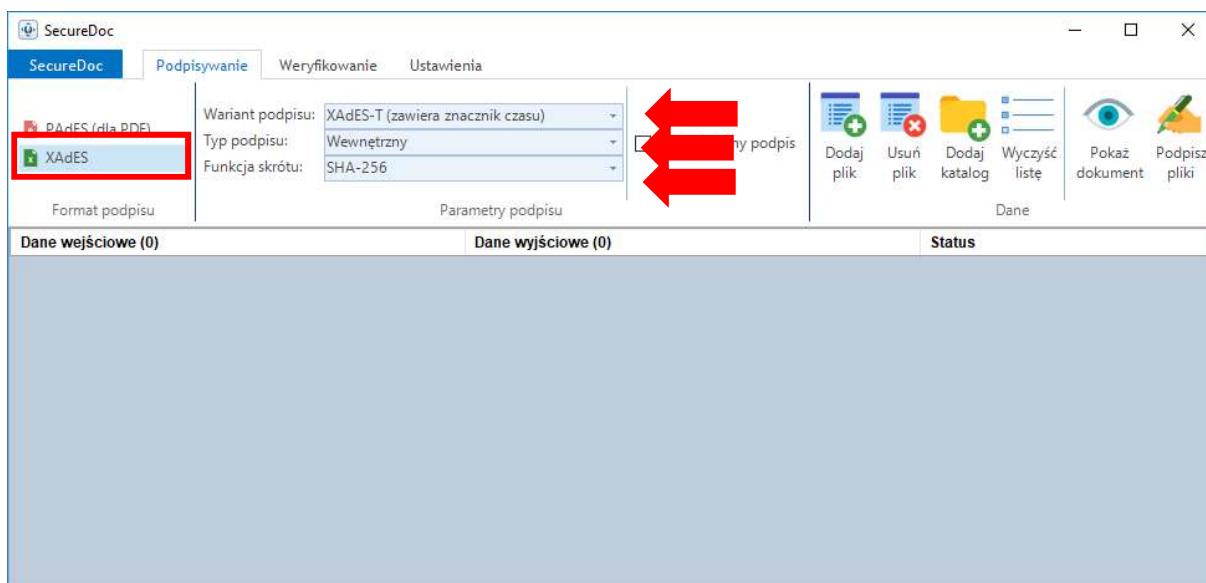 SecureDoc
SecureDoc Podpisywanie Weryfikowanie Ustawienia
PAdES (dla PDF)
XAdES
Format podpisu
Wariant podpisu: XAdES-T (zawiera znacznik czasu)
Typ podpisu: Wewnętrzny
Funkcja skrótu: SHA-256
podpis
Parametry podpisu
Dodaj plik
Usuń plik
Dodaj katalog
Wyczyść listę
Pokaż dokument
Podpisz pliki
Dane
Dane wejściowe (0) Dane wyjściowe (0) Status